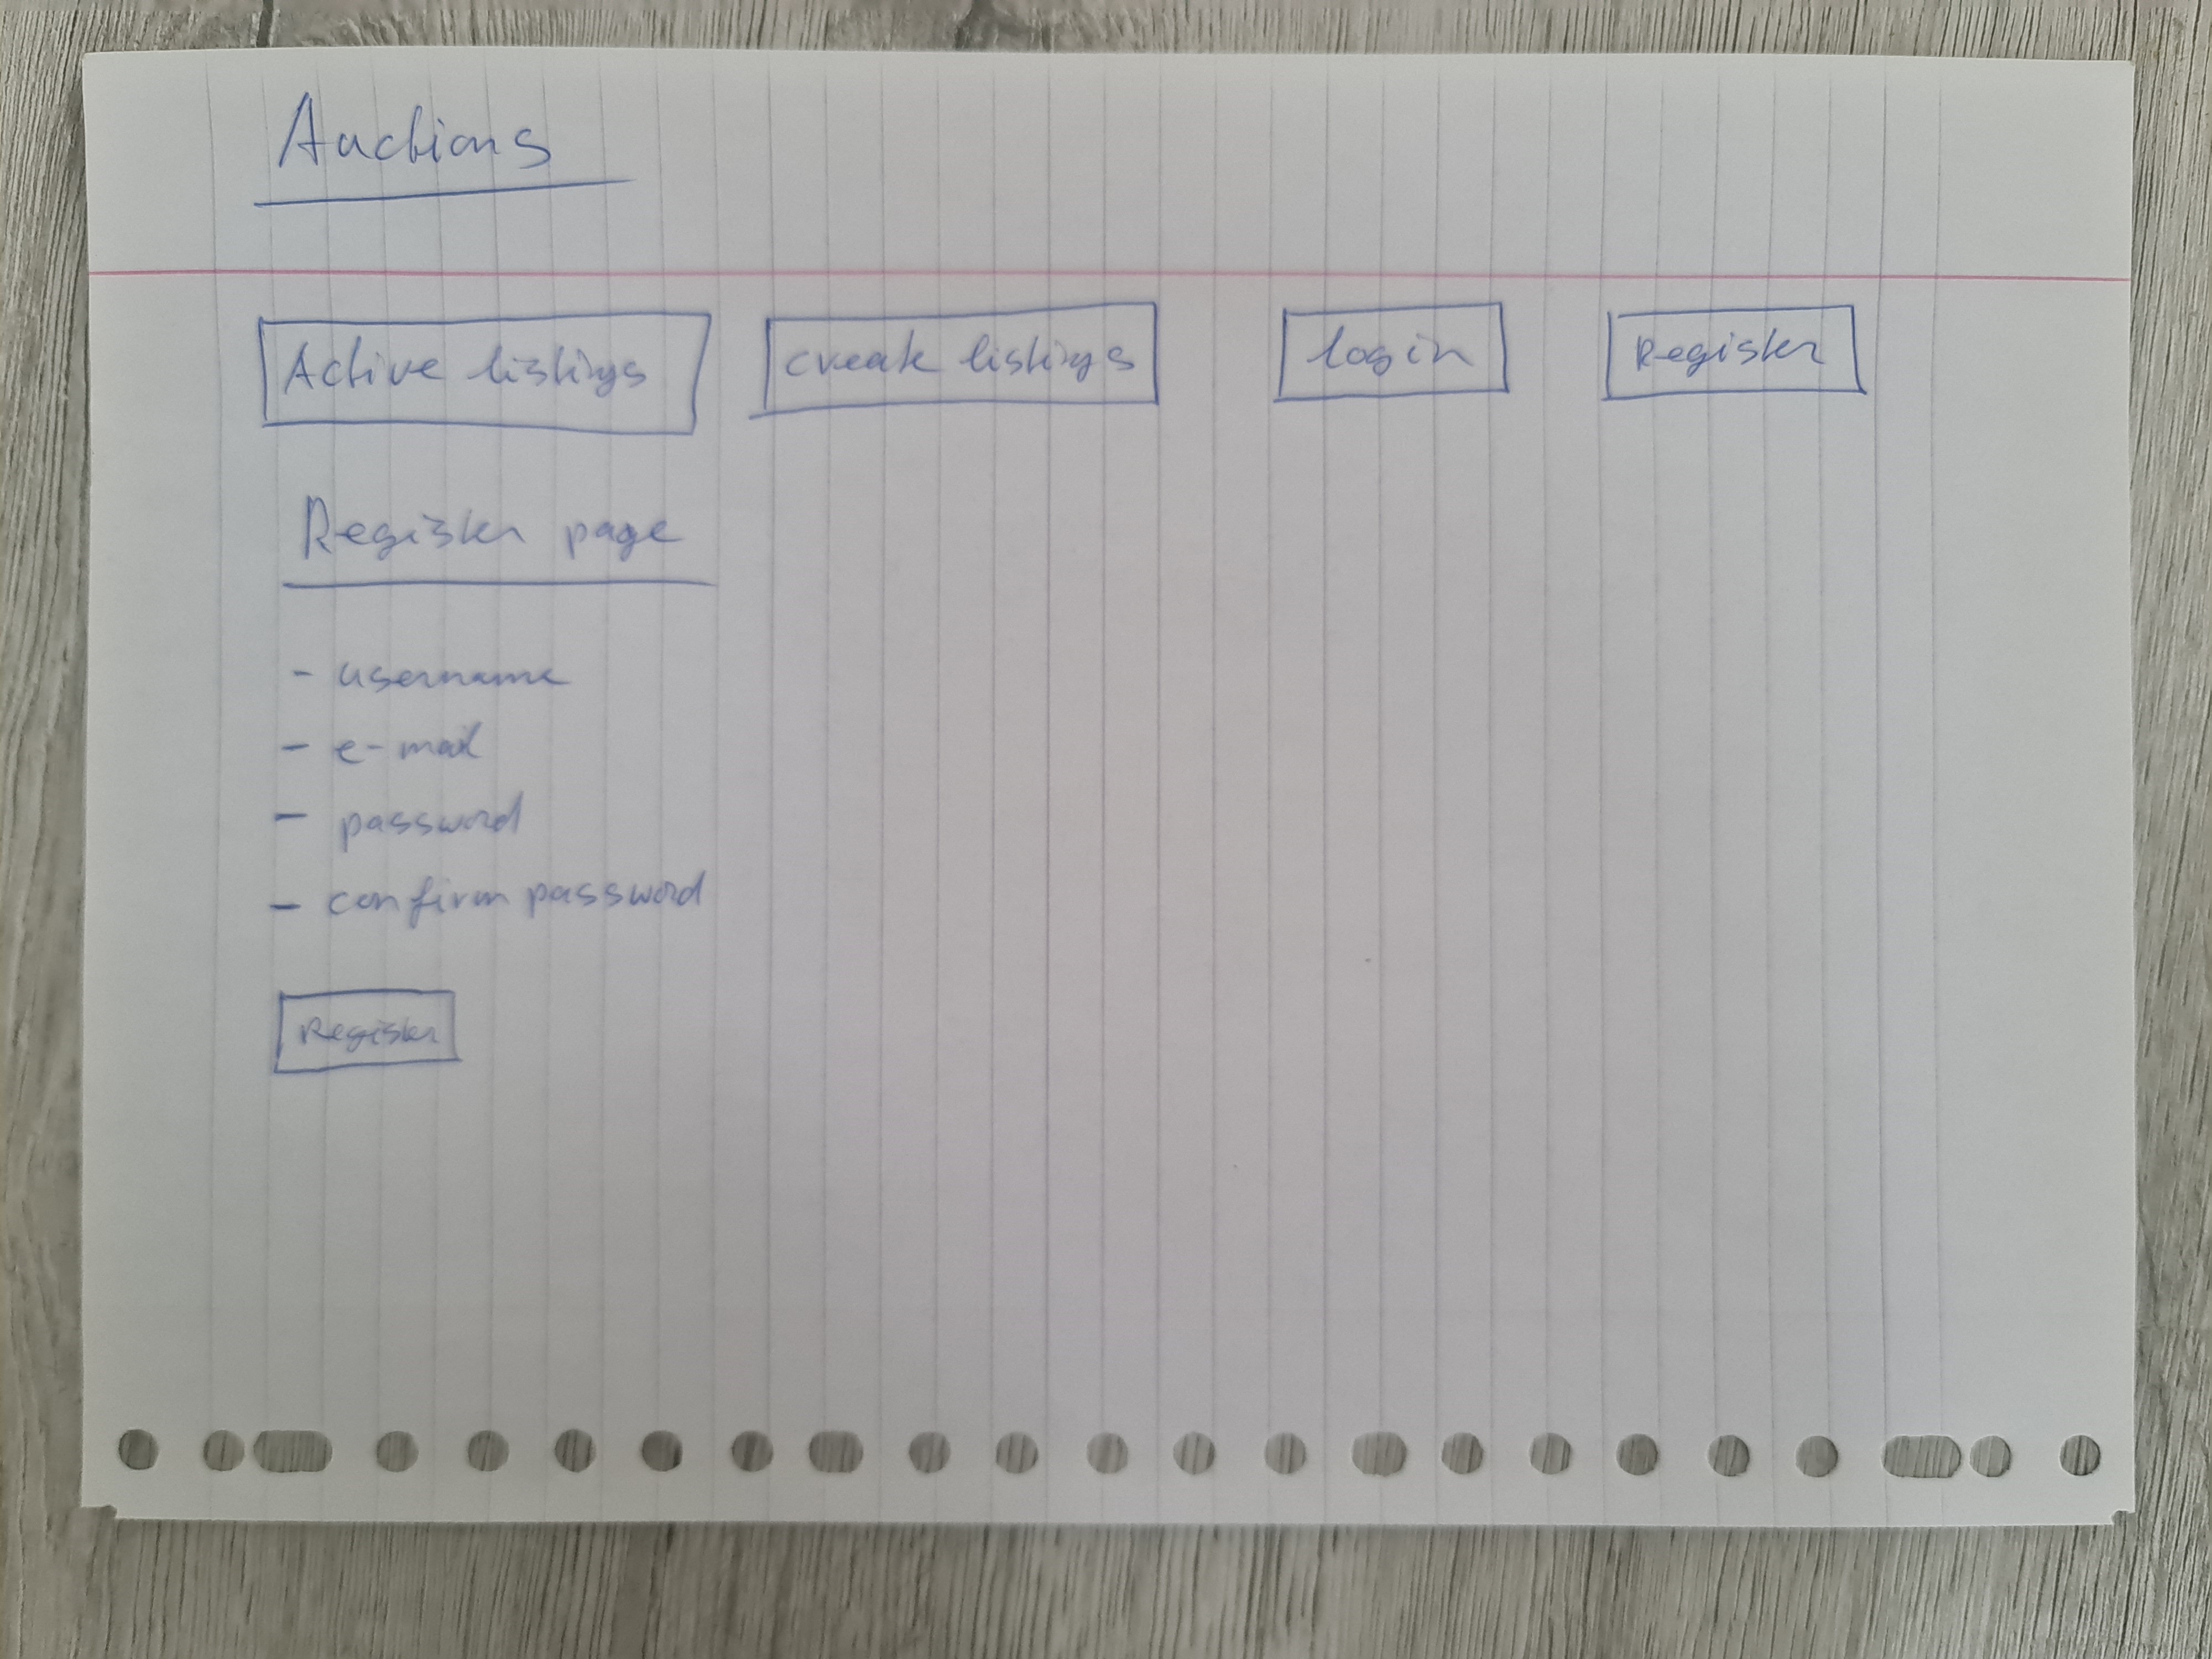 Auctions
Active listings create listings login Register
Register page
- username
- e-mail
- password
- confirm password
Register